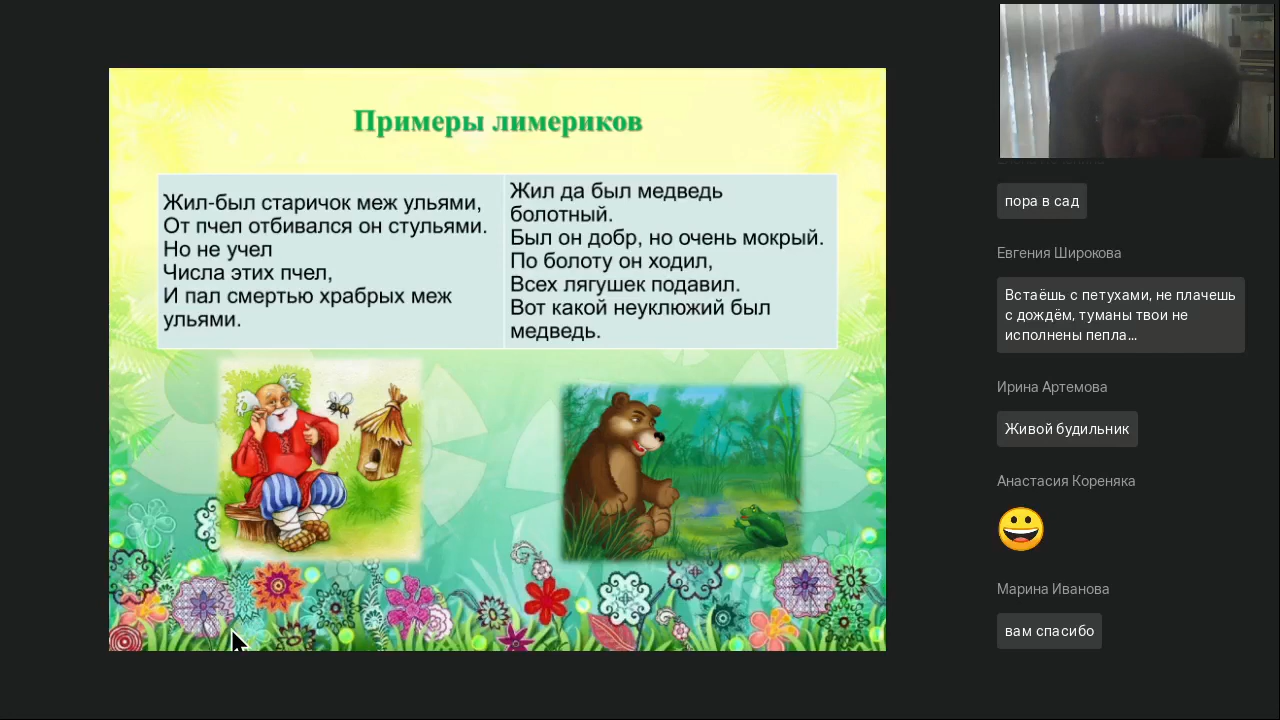 Примеры лимериков
Жил-был старичок меж ульями,
От пчел отбивался он стульями.
Но не учел
Числа этих пчел,
И пал смертью храбрых меж
ульями.
Жил да был медведь
болотный.
Был он добр, но очень мокрый.
По болоту он ходил,
Всех лягушек подавил.
Вот какой неуклюжий был
медведь.
пора в сад
Евгения Широкова
Встаёшь с петухами, не плачешь
с дождём, туманы твои не
исполнены пепла...
Ирина Артемова
Живой будильник
Анастасия Кореняка
Марина Иванова
вам спасибо